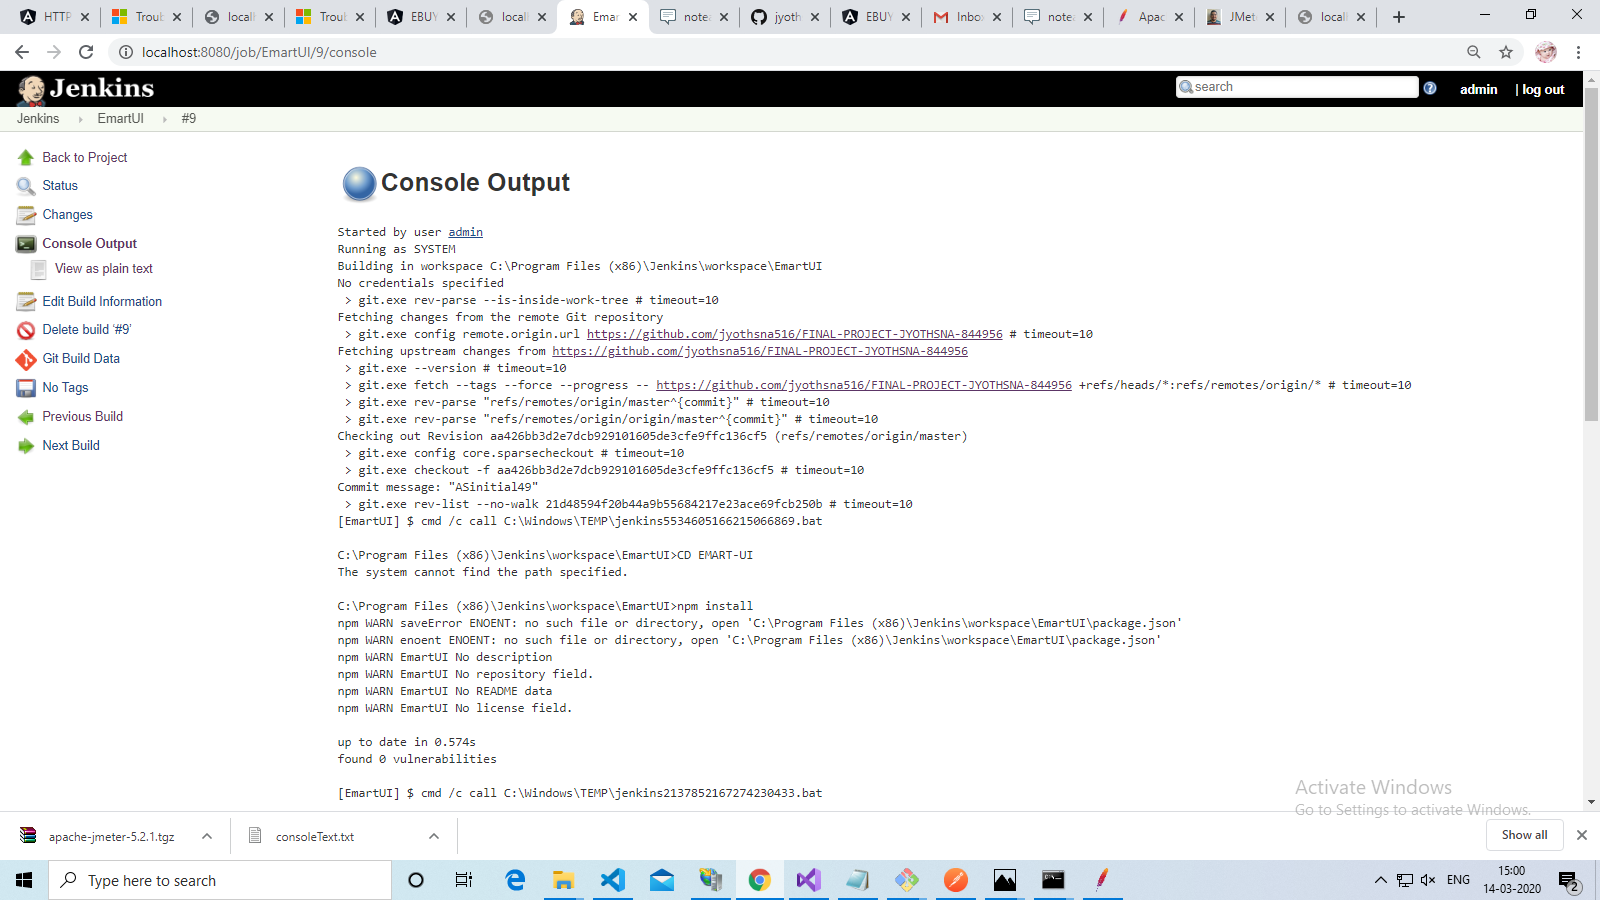 HTTP
Troub
locall
Troub
EBUY
locall
Emar
note
jyoth
EBUY
Inbo
note
Apac
JMet
locall
localhost:8080/job/EmartUI/9/console
Jenkins
search
admin
| log out
Jenkins
EmartUI
#9
Back to Project
Status
Changes
Console Output
View as plain text
Edit Build Information
Delete build '#9'
Git Build Data
No Tags
Previous Build
Next Build
Console Output
Started by user admin
Running as SYSTEM
Building in workspace C:\Program Files (x86)\Jenkins\workspace\EmartUI
No credentials specified
> git.exe rev-parse --is-inside-work-tree # timeout=10
Fetching changes from the remote Git repository
> git.exe config remote.origin.url https://github.com/jyothsna516/FINAL-PROJECT-JYOTHSNA-844956 # timeout=10
Fetching upstream changes from https://github.com/jyothsna516/FINAL-PROJECT-JYOTHSNA-844956
> git.exe --version # timeout=10
> git.exe fetch --tags --force --progress -- https://github.com/jyothsna516/FINAL-PROJECT-JYOTHSNA-844956 +refs/heads/*:refs/remotes/origin/* # timeout=10
> git.exe rev-parse "refs/remotes/origin/master^{commit}" # timeout=10
> git.exe rev-parse "refs/remotes/origin/origin/master^{commit}" # timeout=10
Checking out Revision aa426bb3d2e7dcb929101605de3cfe9ffc136cf5 (refs/remotes/origin/master)
> git.exe config core.sparsecheckout # timeout=10
> git.exe checkout -f aa426bb3d2e7dcb929101605de3cfe9ffc136cf5 # timeout=10
Commit message: "ASinitial49"
> git.exe rev-list --no-walk 21d48594f20b44a9b55684217e23ace69fcb250b # timeout=10
[EmartUI] $ cmd /c call C:\Windows\TEMP\jenkins5534605166215066869.bat
C:\Program Files (x86)\Jenkins\workspace\EmartUI>CD EMART-UI
The system cannot find the path specified.
C:\Program Files (x86)\Jenkins\workspace\EmartUI>npm install
npm WARN saveError ENOENT: no such file or directory, open 'C:\Program Files (x86)\Jenkins\workspace\EmartUI\package.json'
npm WARN enoent ENOENT: no such file or directory, open 'C:\Program Files (x86)\Jenkins\workspace\EmartUI\package.json'
npm WARN EmartUI No description
npm WARN EmartUI No repository field.
npm WARN EmartUI No README data
npm WARN EmartUI No license field.
up to date in 0.574s
found 0 vulnerabilities
[EmartUI] $ cmd /c call C:\Windows\TEMP\jenkins2137852167274230433.bat
Activate Windows
Go to Settings to activate Windows.
apache-jmeter-5.2.1.tgz
consoleText.txt
Show all
Type here to search
ENG
15:00
14-03-2020
2